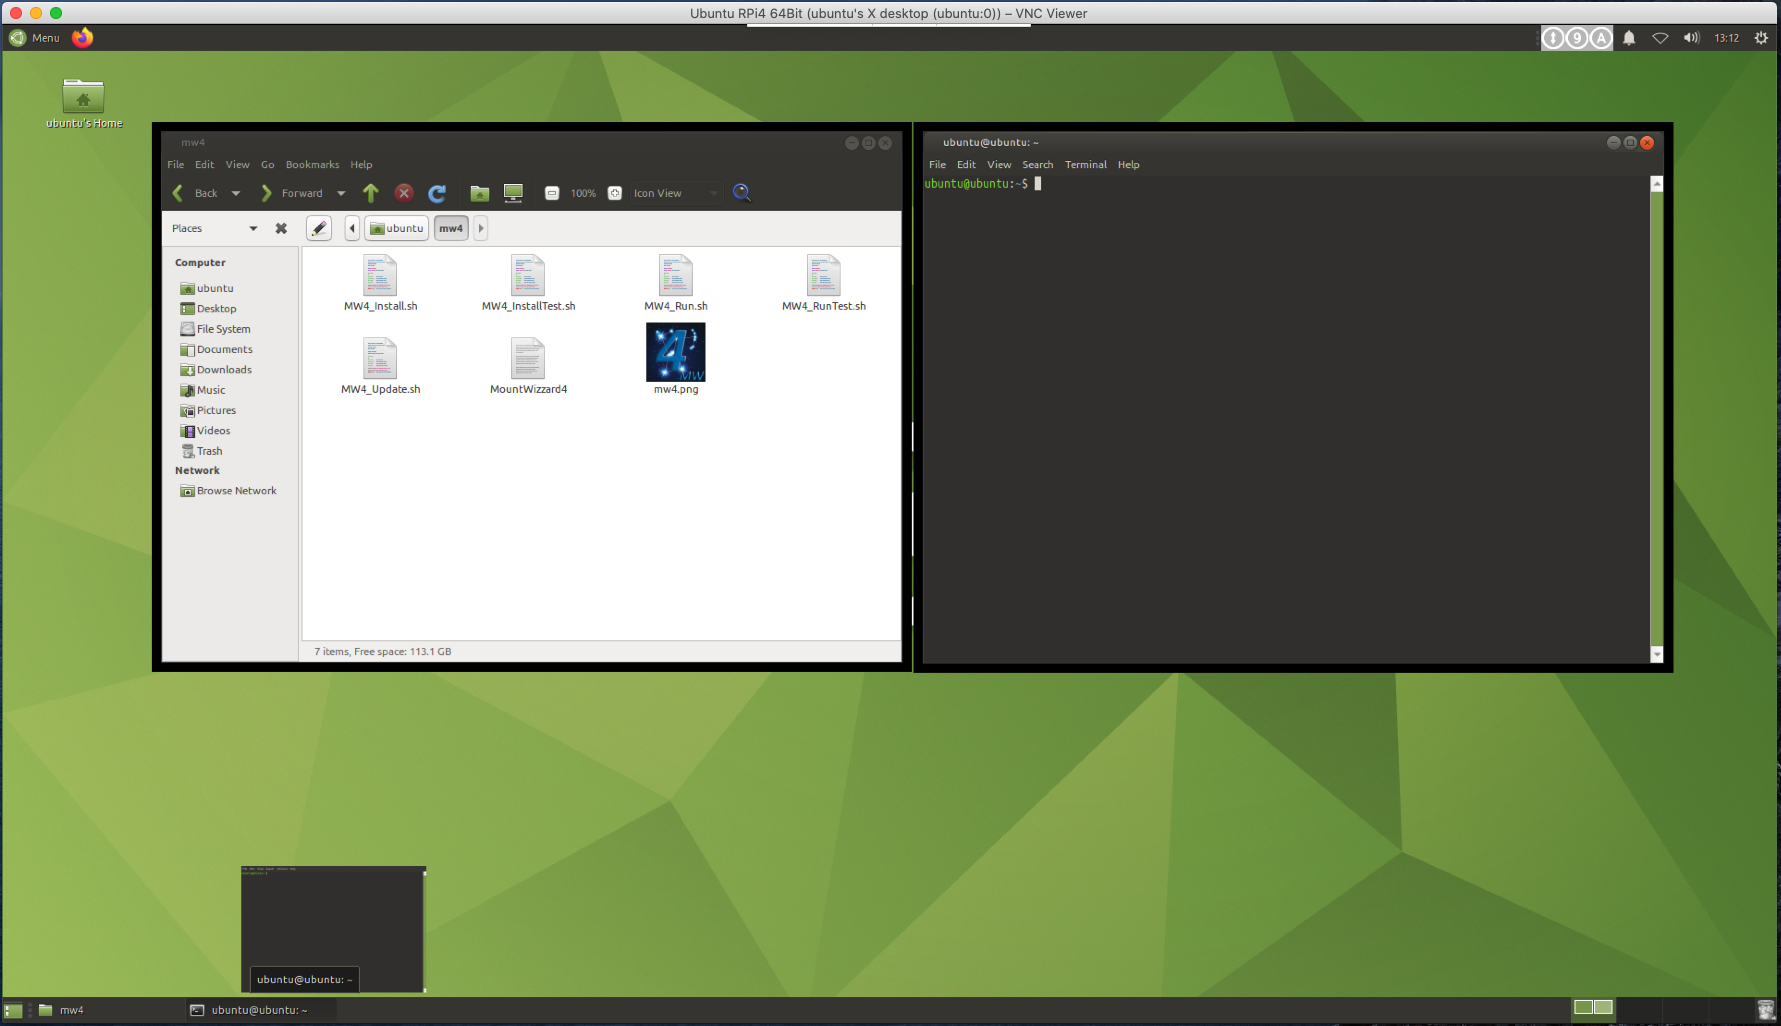 Ubuntu RPi4 64Bit (ubuntu's X desktop (ubuntu:0)) – VNC Viewer
Menu
9 A 13:12
ubuntu's Home
mw4
File Edit View Go Bookmarks Help
Back Forward 100% Icon View
Places ubuntu mw4
Computer
ubuntu
Desktop
File System
Documents
Downloads
Music
Pictures
Videos
Trash
Network
Browse Network
MW4_Install.sh MW4_InstallTest.sh MW4_Run.sh MW4_RunTest.sh
4
MW
MW4_Update.sh MountWizzard4 mw4.png
7 items, Free space: 113.1 GB
ubuntu@ubuntu: ~
File Edit View Search Terminal Help
ubuntu@ubuntu:~$
ubuntu@ubuntu: ~
mw4 ubuntu@ubuntu: ~